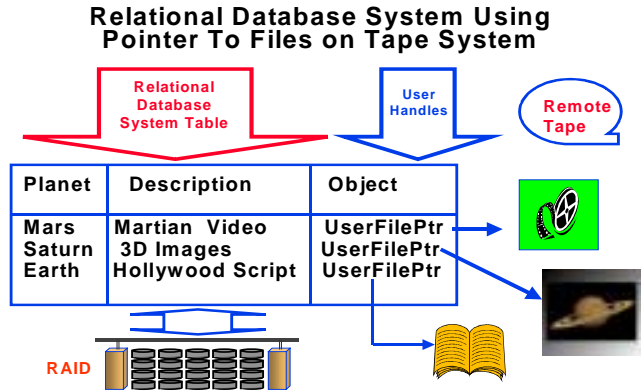 Relational Database System Using
Pointer To Files on Tape System
Relational
Database
System Table
User
Handles
Remote
Tape
Planet Description Object
Mars Martian Video UserFilePtr
Saturn 3D Images UserFilePtr
Earth Hollywood Script UserFilePtr
RAID